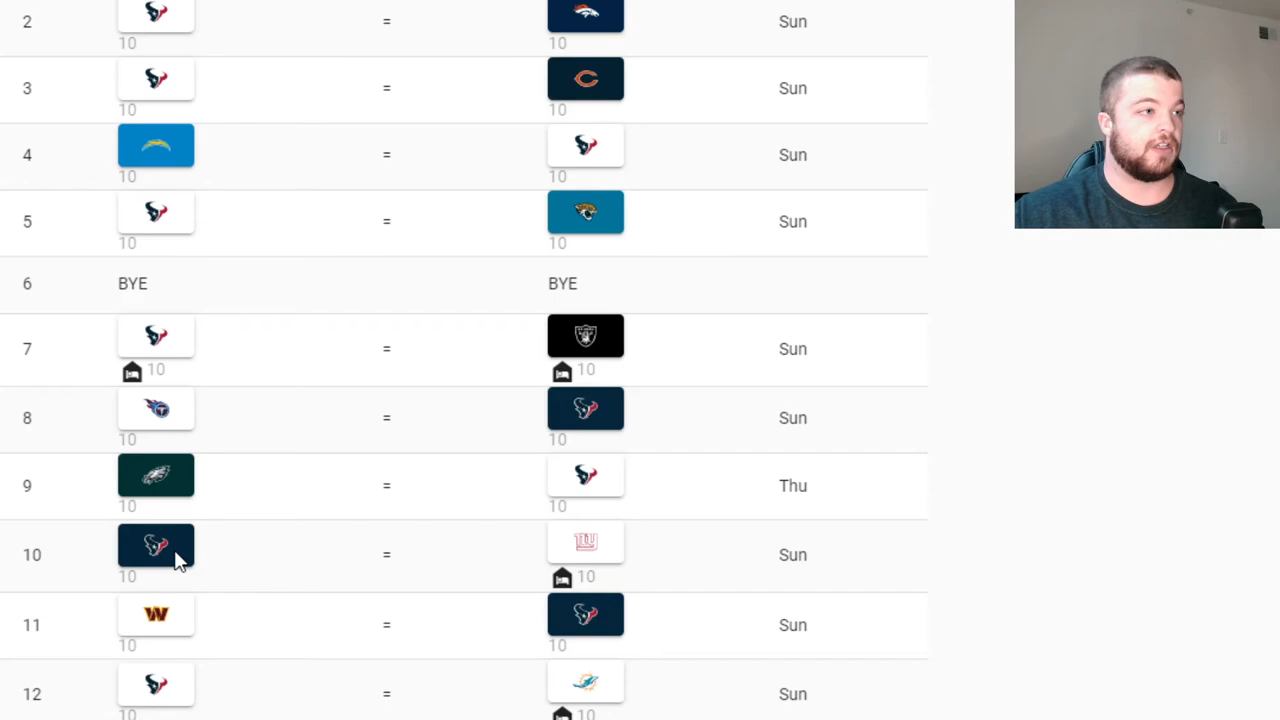 2 = Sun
10 10
3 = Sun
10 10
4 = Sun
10 10
5 = Sun
10 10
6 BYE BYE
7 = Sun
10 10
8 = Sun
10 10
9 = Thu
10 10
10 = Sun
10 10
11 W = Sun
10 10
12 = Sun
10 10